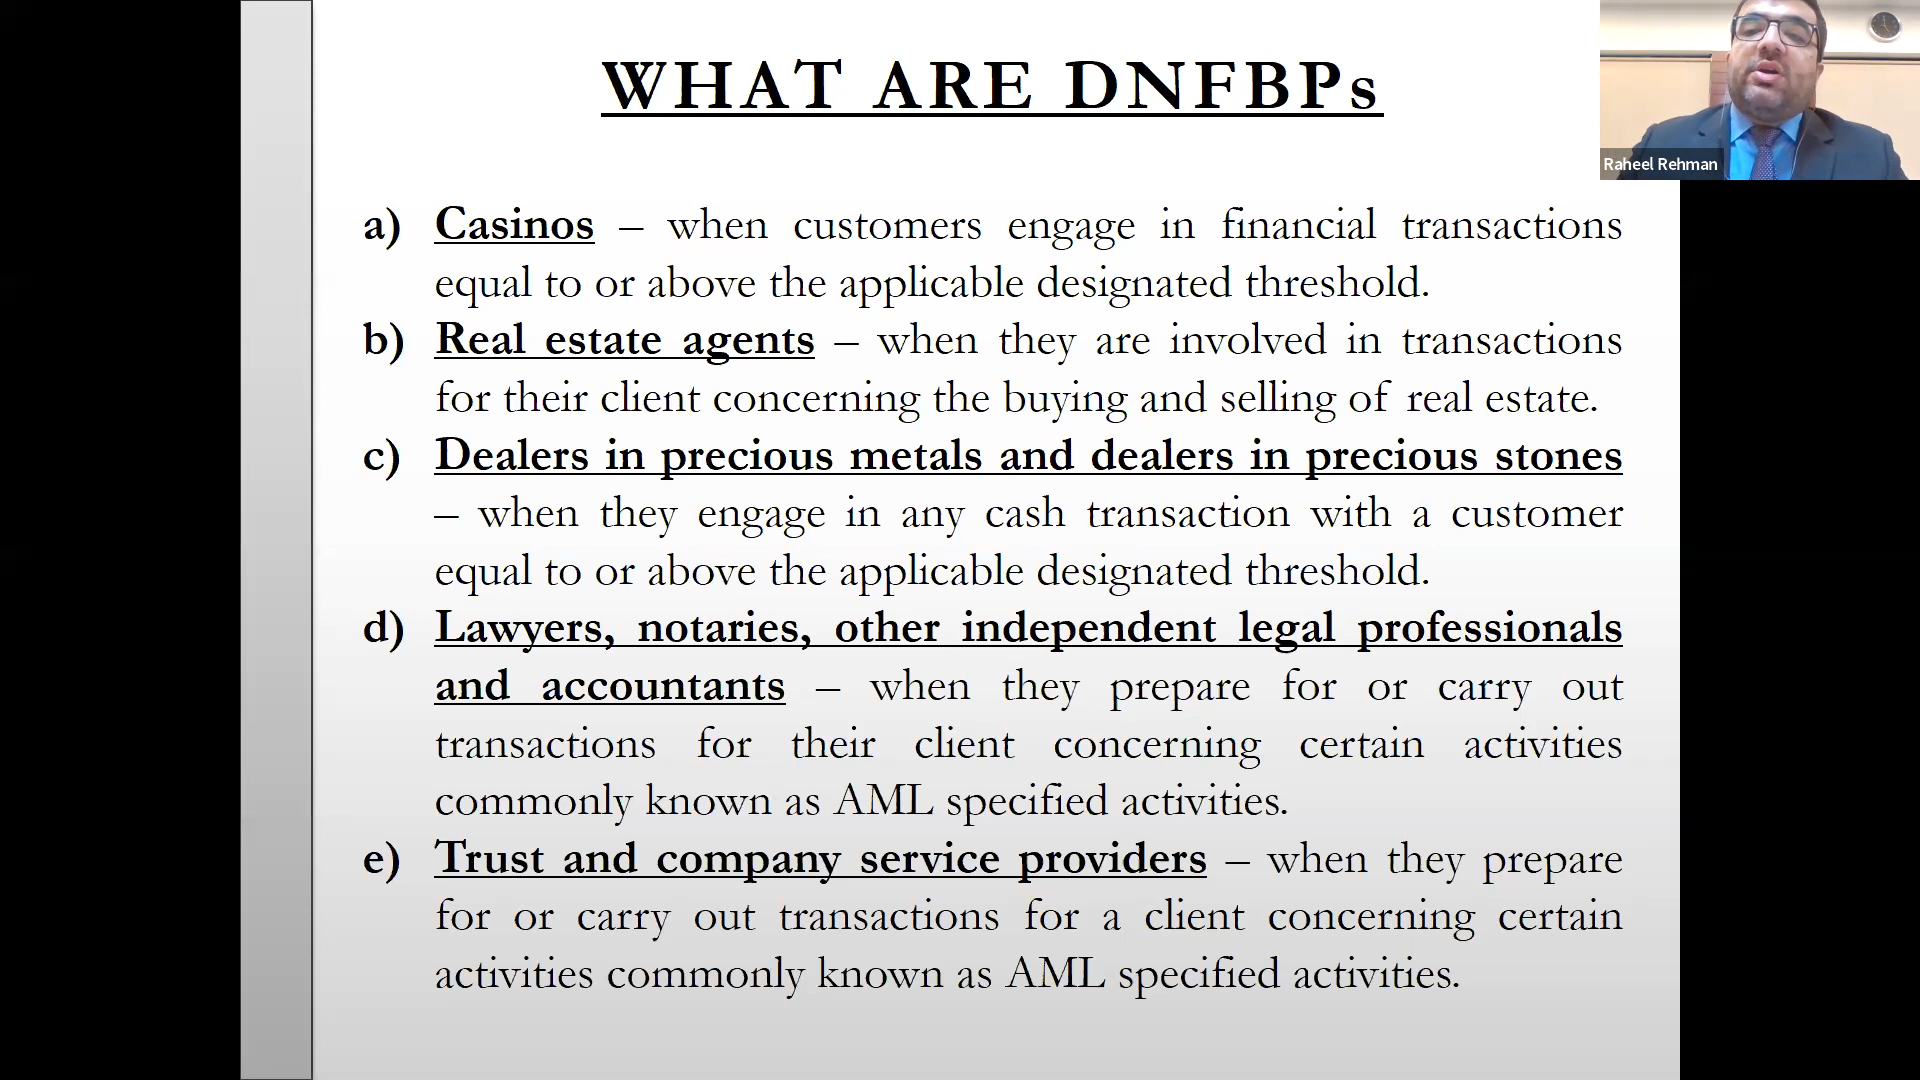 WHAT ARE DNFBPs
Raheel Rehman
a) Casinos – when customers engage in financial transactions
equal to or above the applicable designated threshold.
b) Real estate agents – when they are involved in transactions
for their client concerning the buying and selling of real estate.
c) Dealers in precious metals and dealers in precious stones
– when they engage in any cash transaction with a customer
equal to or above the applicable designated threshold.
d) Lawyers, notaries, other independent legal professionals
and accountants – when they prepare for or carry out
transactions for their client concerning certain activities
commonly known as AML specified activities.
e) Trust and company service providers – when they prepare
for or carry out transactions for a client concerning certain
activities commonly known as AML specified activities.